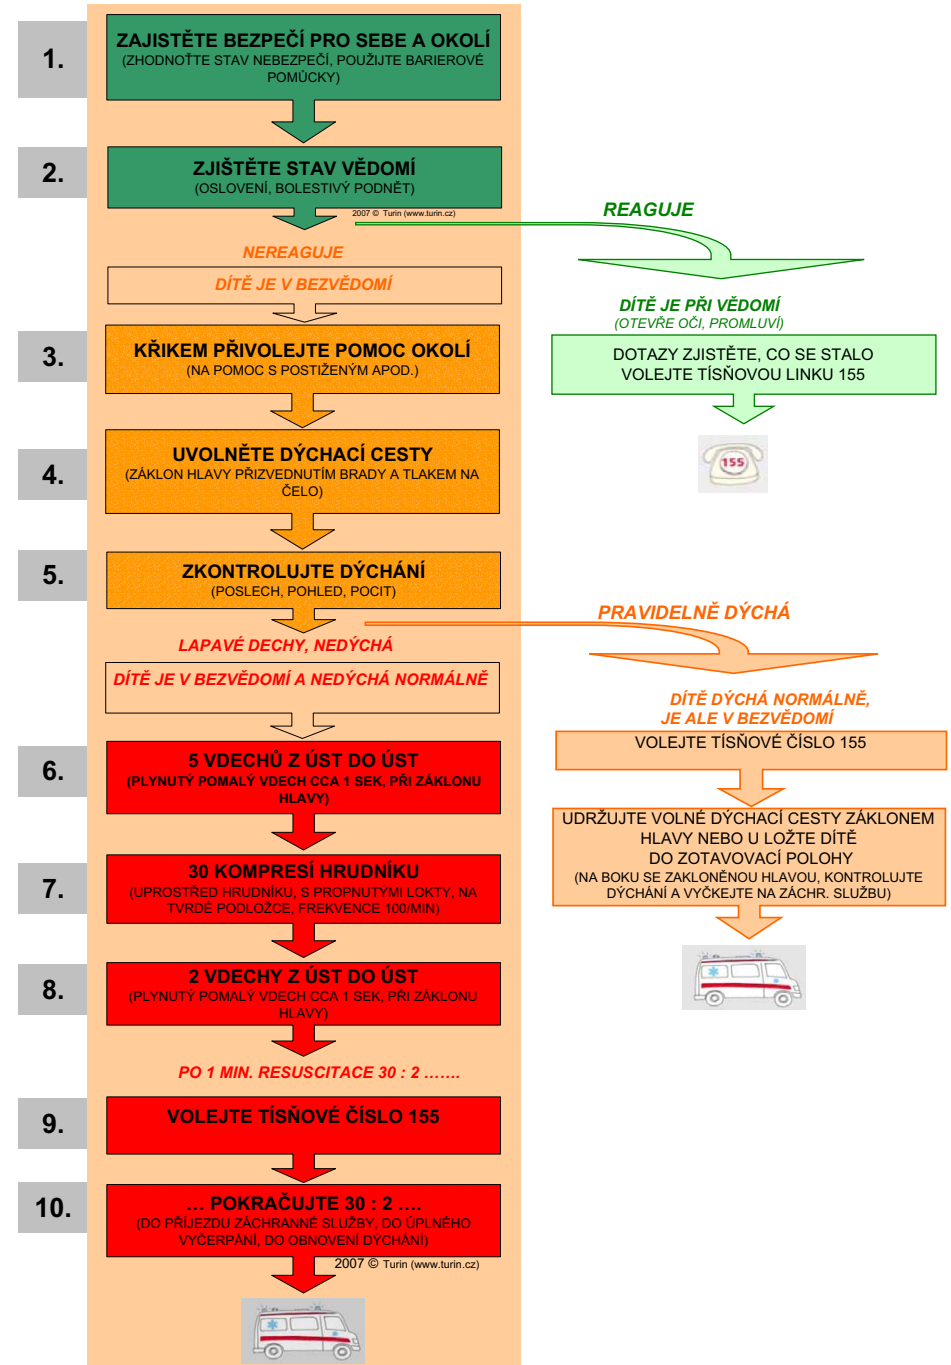 1.
ZAJISTĚTE BEZPEČÍ PRO SEBE A OKOLÍ
(ZHODNOŤTE STAV NEBEZPEČÍ, POUŽIJTE BARIEROVÉ
POMŮCKY)
2.
ZJIŠTĚTE STAV VĚDOMÍ
(OSLOVENÍ, BOLESTIVÝ PODNĚT)
2007 © Turin (www.turin.cz)
REAGUJE
NEREAGUJE
DÍTĚ JE V BEZVĚDOMÍ
DÍTĚ JE PŘI VĚDOMÍ
(OTEVŘE OČI, PROMLUVÍ)
DOTAZY ZJISTĚTE, CO SE STALO
VOLEJTE TÍSŇOVOU LINKU 155
155
3.
KŘIKEM PŘIVOLEJTE POMOC OKOLÍ
(NA POMOC S POSTIŽENÝM APOD.)
4.
UVOLNĚTE DÝCHACÍ CESTY
(ZÁKLON HLAVY PŘIZVEDNUTÍM BRADY A TLAKEM NA
ČELO)
5.
ZKONTROLUJTE DÝCHÁNÍ
(POSLECH, POHLED, POCIT)
PRAVIDELNĚ DÝCHÁ
LAPAVÉ DECHY, NEDÝCHÁ
DÍTĚ JE V BEZVĚDOMÍ A NEDÝCHÁ NORMÁLNĚ
DÍTĚ DÝCHÁ NORMÁLNĚ,
JE ALE V BEZVĚDOMÍ
VOLEJTE TÍSŇOVÉ ČÍSLO 155
UDRŽUJTE VOLNÉ DÝCHACÍ CESTY ZÁKLONEM
HLAVY NEBO U LOŽTE DÍTĚ
DO ZOTAVOVACÍ POLOHY
(NA BOKU SE ZAKLONĚNOU HLAVOU, KONTROLUJTE
DÝCHÁNÍ A VYČKEJTE NA ZÁCHR. SLUŽBU)
6.
5 VDECHŮ Z ÚST DO ÚST
(PLYNUTÝ POMALÝ VDECH CCA 1 SEK, PŘI ZÁKLONU
HLAVY)
7.
30 KOMPRESÍ HRUDNÍKU
(UPROSTŘED HRUDNÍKU, S PROPNUTÝMI LOKTY, NA
TVRDÉ PODLOŽCE, FREKVENCE 100/MIN)
8.
2 VDECHY Z ÚST DO ÚST
(PLYNUTÝ POMALÝ VDECH CCA 1 SEK, PŘI ZÁKLONU
HLAVY)
PO 1 MIN. RESUSCITACE 30 : 2 …….
9.
VOLEJTE TÍSŇOVÉ ČÍSLO 155
10.
… POKRAČUJTE 30 : 2 ….
(DO PŘÍJEZDU ZÁCHRANNÉ SLUŽBY, DO ÚPLNÉHO
VYČERPÁNÍ, DO OBNOVENÍ DÝCHÁNÍ)
2007 © Turin (www.turin.cz)